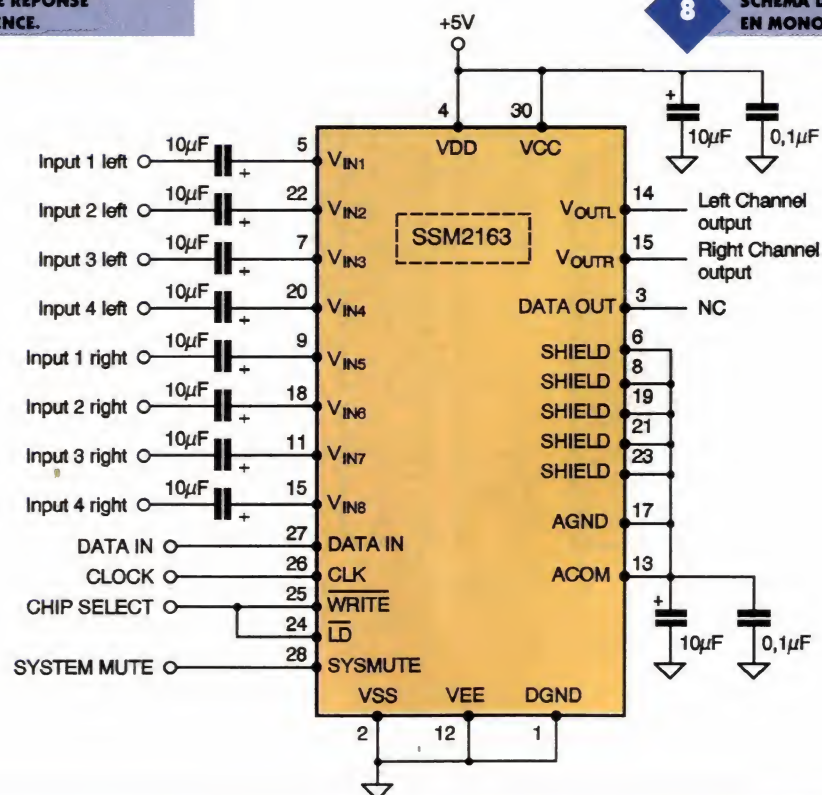 E RÉPONSE
ENCE.
8
SCHÉMA D
EN MONO
+5V
4
30
VDD
VCC
+
10µF
0,1µF
Input 1 left
10µF
+
5
VIN1
Input 2 left
10µF
+
22
VIN2
Input 3 left
10µF
+
7
VIN3
Input 4 left
10µF
+
20
VIN4
Input 1 right
10µF
+
9
VIN5
Input 2 right
10µF
+
18
VIN6
Input 3 right
10µF
+
11
VIN7
Input 4 right
10µF
+
15
VIN8
DATA IN
27
DATA IN
CLOCK
26
CLK
CHIP SELECT
25
WRITE
24
LD
SYSTEM MUTE
28
SYSMUTE
SSM2163
VOUTL
14
Left Channel
output
VOUTR
15
Right Channel
output
DATA OUT
3
NC
SHIELD
6
SHIELD
8
SHIELD
19
SHIELD
21
SHIELD
23
AGND
17
ACOM
13
+
10µF
0,1µF
VSS
VEE
DGND
2
12
1